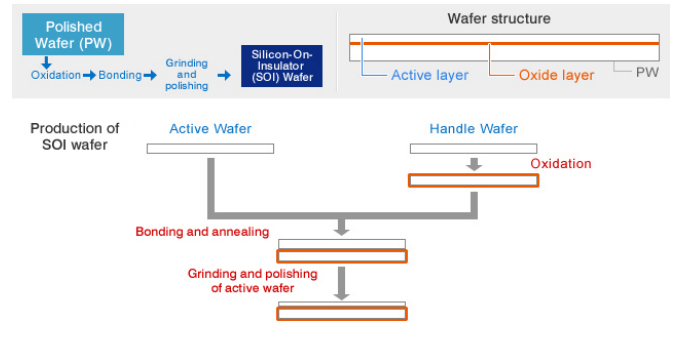 Polished
Wafer (PW)
Oxidation
Bonding
Grinding
and
polishing
Silicon-On-
Insulator
(SOI) Wafer
Wafer structure
Active layer
Oxide layer
PW
Production of
SOI wafer
Active Wafer
Handle Wafer
Oxidation
Bonding and annealing
Grinding and polishing
of active wafer